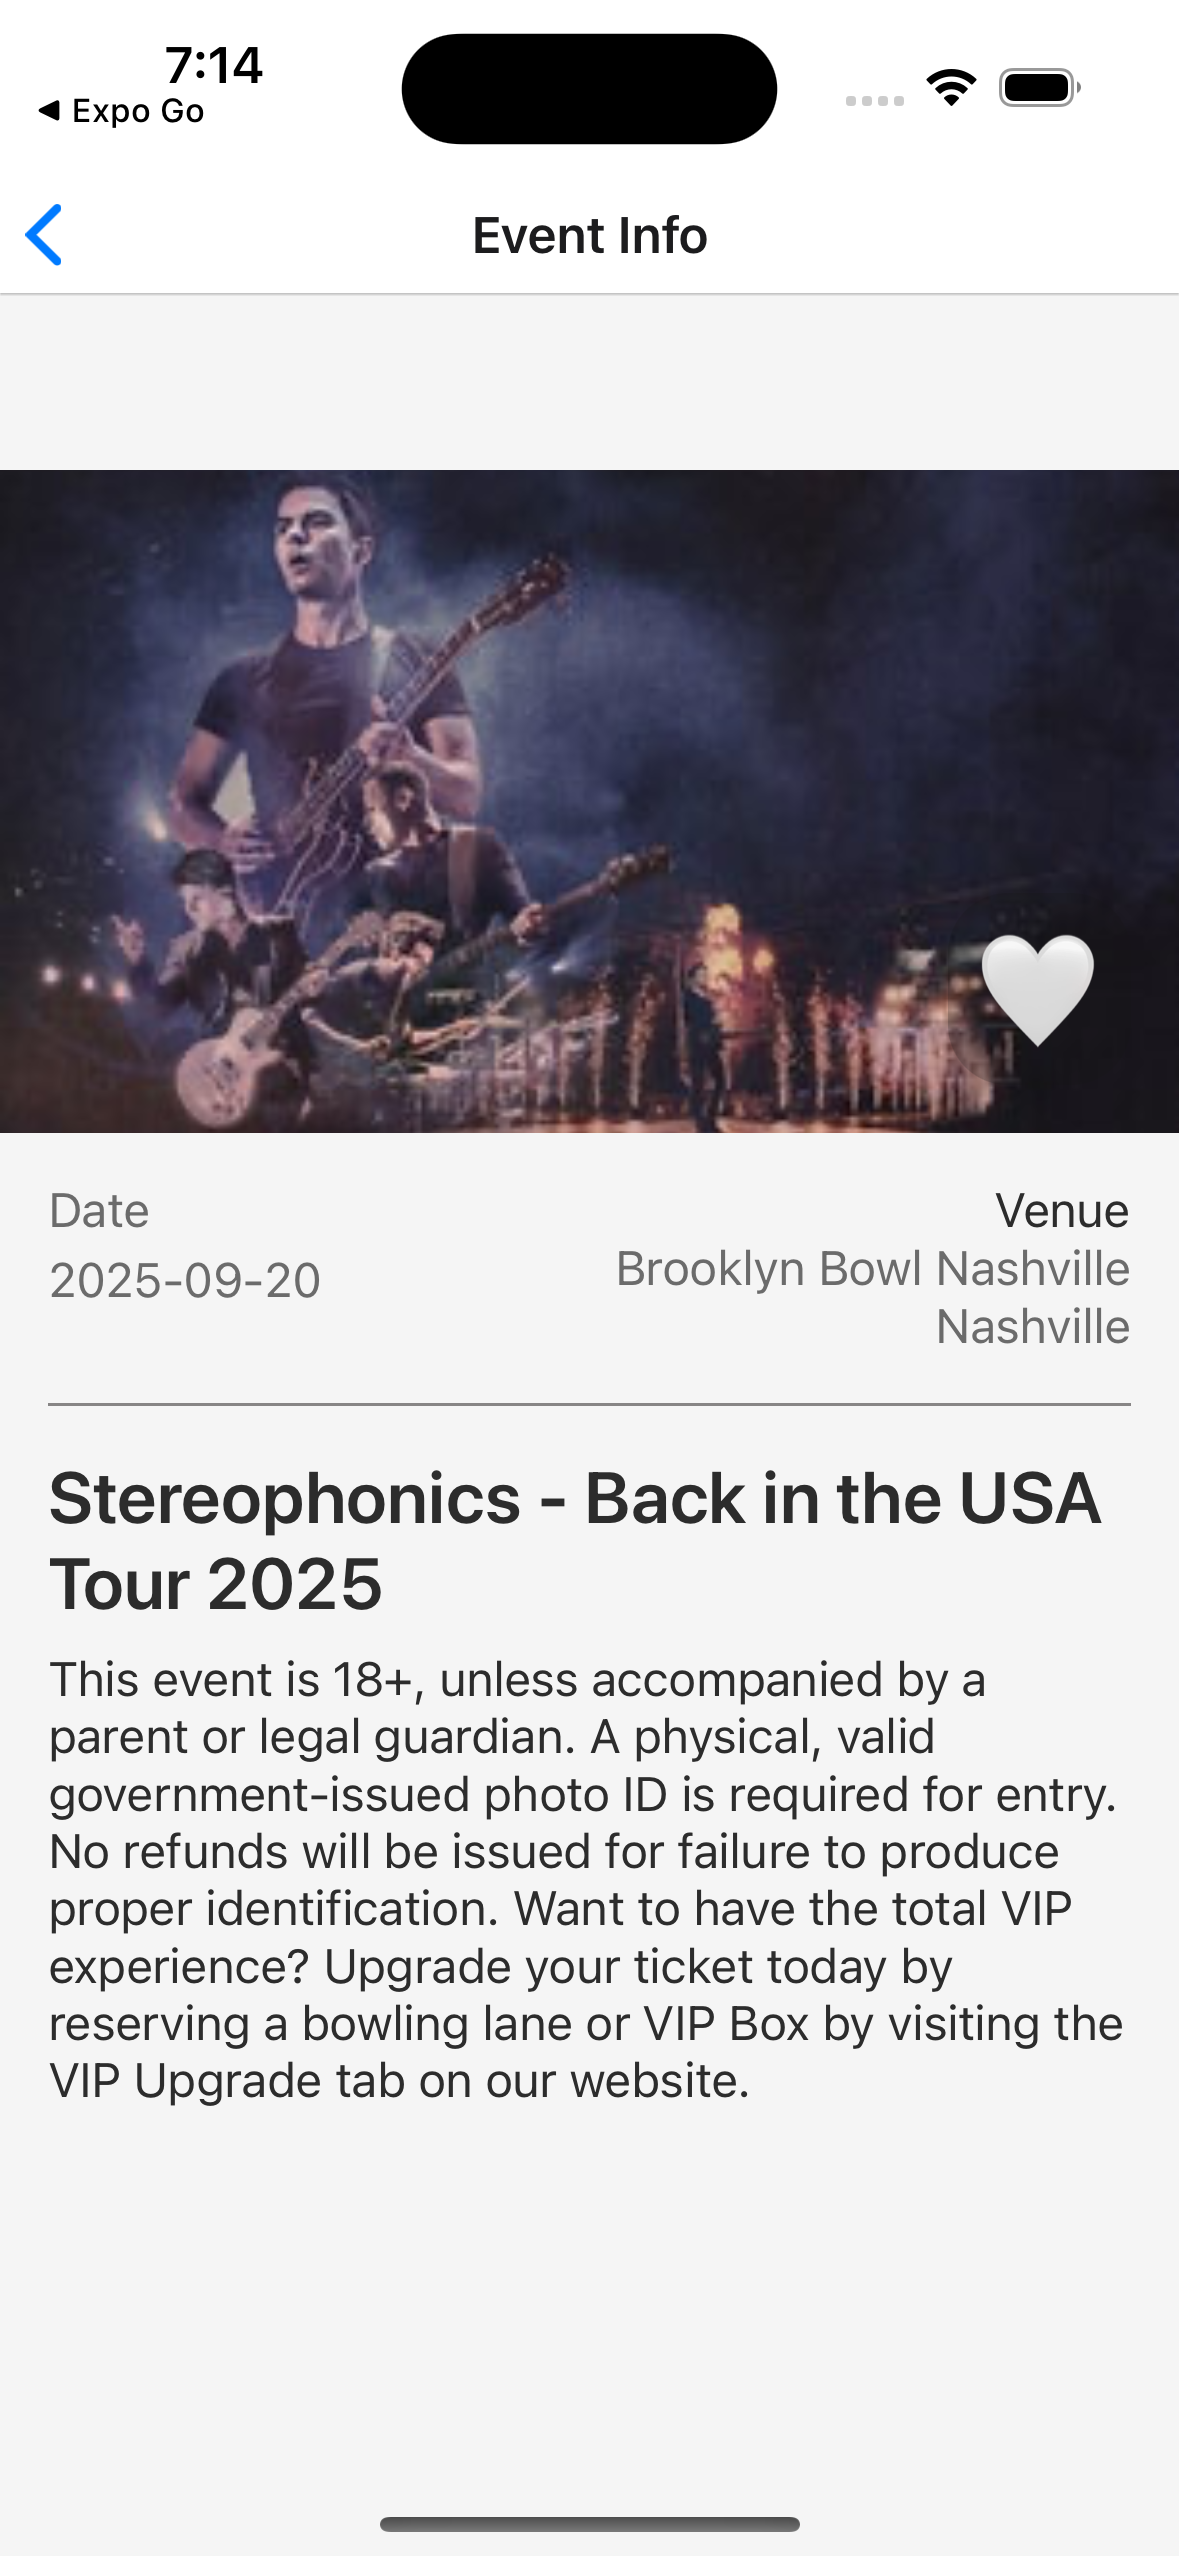 7:14
◀ Expo Go
Event Info
Date
2025-09-20
Venue
Brooklyn Bowl Nashville
Nashville
Stereophonics - Back in the USA
Tour 2025
This event is 18+, unless accompanied by a
parent or legal guardian. A physical, valid
government-issued photo ID is required for entry.
No refunds will be issued for failure to produce
proper identification. Want to have the total VIP
experience? Upgrade your ticket today by
reserving a bowling lane or VIP Box by visiting the
VIP Upgrade tab on our website.